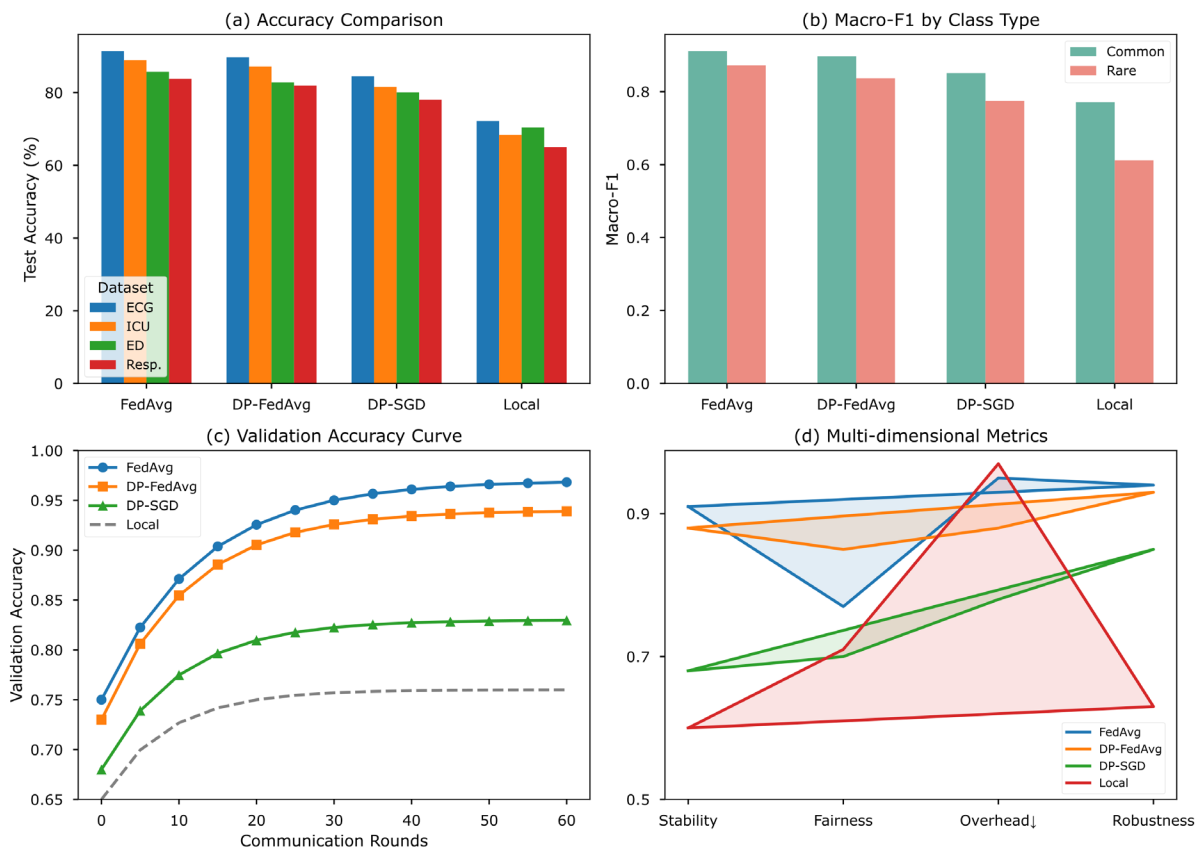 (a) Accuracy Comparison
Test Accuracy (%)
80
60
40
20
0
Dataset
ECG
ICU
ED
Resp.
FedAvg
DP-FedAvg
DP-SGD
Local
(b) Macro-F1 by Class Type
Macro-F1
0.8
0.6
0.4
0.2
0.0
Common
Rare
FedAvg
DP-FedAvg
DP-SGD
Local
(c) Validation Accuracy Curve
Validation Accuracy
1.00
0.95
0.90
0.85
0.80
0.75
0.70
0.65
FedAvg
DP-FedAvg
DP-SGD
Local
0 10 20 30 40 50 60
Communication Rounds
(d) Multi-dimensional Metrics
0.9
0.7
0.5
FedAvg
DP-FedAvg
DP-SGD
Local
Stability
Fairness
Overhead↓
Robustness